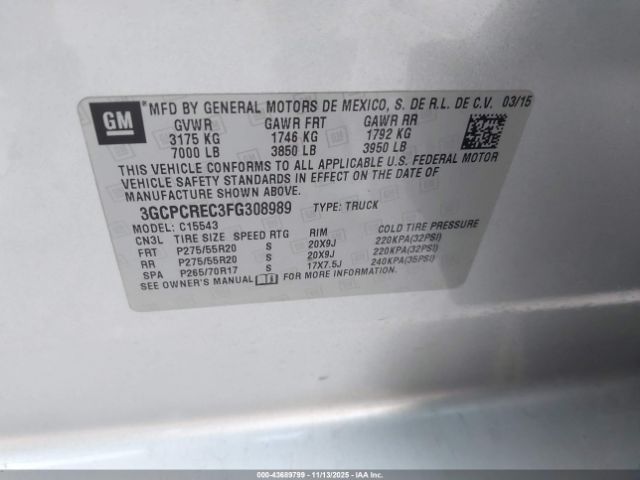 GM
*MFD BY GENERAL MOTORS DE MEXICO, S. DE R.L. DE C.V. 03/15
GVWR GAWR FRT GAWR RR
3175 KG 1746 KG 1792 KG
7000 LB 3850 LB 3950 LB
THIS VEHICLE CONFORMS TO ALL APPLICABLE U.S. FEDERAL MOTOR
VEHICLE SAFETY STANDARDS IN EFFECT ON THE DATE OF
MANUFACTURE SHOWN ABOVE.
3GCPCREC3FG308989 TYPE: TRUCK
MODEL: C15543
CN3L TIRE SIZE SPEED RTG RIM COLD TIRE PRESSURE
FRT P275/55R20 S 20X9J 220KPA(32PSI)
RR P275/55R20 S 20X9J 220KPA(32PSI)
SPA P265/70R17 S 17X7.5J 240KPA(35PSI)
SEE OWNER'S MANUAL FOR MORE INFORMATION.
000-43689799 - 11/13/2025 - IAAI.COM